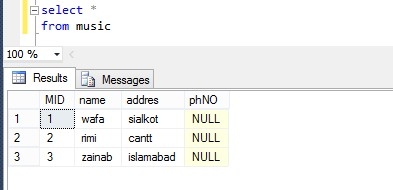 select *
from music
100 %
Results Messages
MID name addres phNO
1 1 wafa sialkot NULL
2 2 rimi cantt NULL
3 3 zainab islamabad NULL